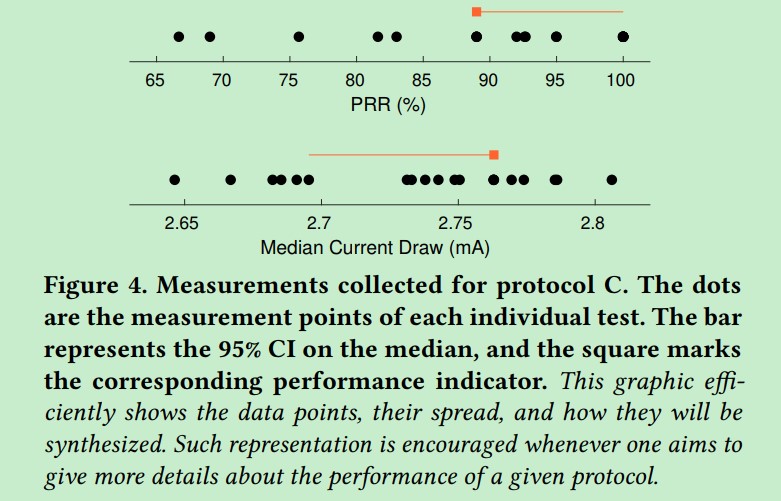 65 70 75 80 85 90 95 100
PRR (%)
2.65 2.7 2.75 2.8
Median Current Draw (mA)
Figure 4. Measurements collected for protocol C. The dots
are the measurement points of each individual test. The bar
represents the 95% CI on the median, and the square marks
the corresponding performance indicator. This graphic effi-
ciently shows the data points, their spread, and how they will be
synthesized. Such representation is encouraged whenever one aims to
give more details about the performance of a given protocol.